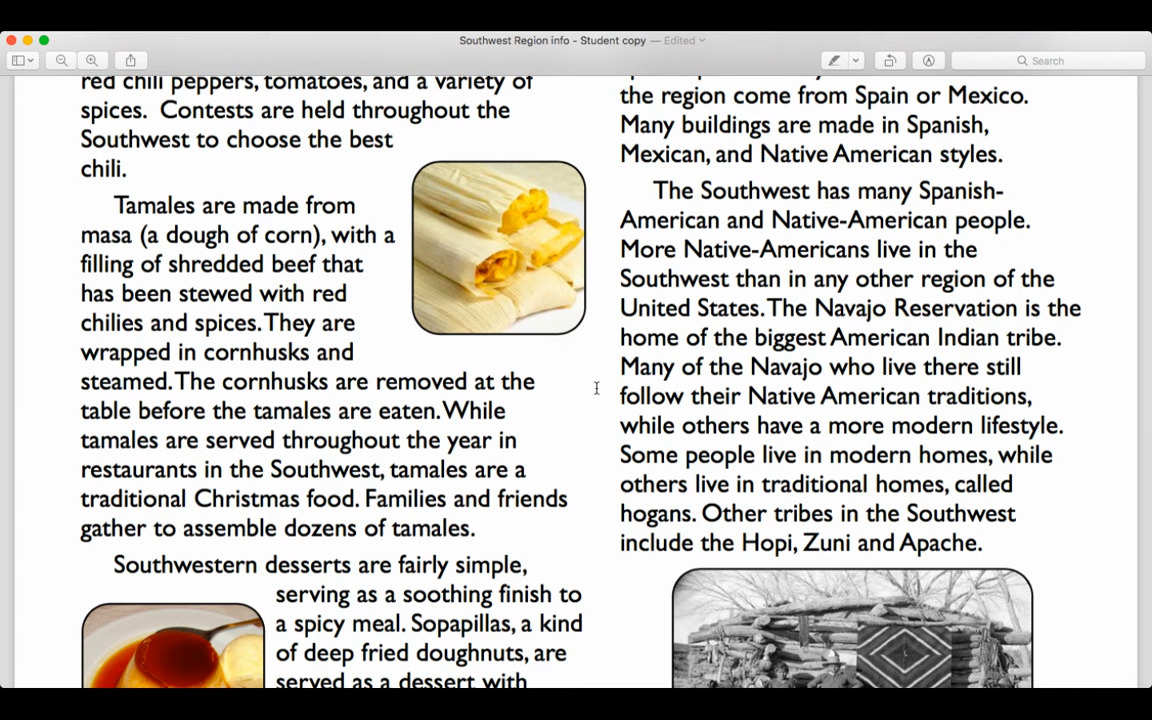 Southwest Region info - Student copy — Edited
Search
red chili peppers, tomatoes, and a variety of
spices.  Contests are held throughout the
Southwest to choose the best
chili.
Tamales are made from
masa (a dough of corn), with a
filling of shredded beef that
has been stewed with red
chilies and spices. They are
wrapped in cornhusks and
steamed. The cornhusks are removed at the
table before the tamales are eaten. While
tamales are served throughout the year in
restaurants in the Southwest, tamales are a
traditional Christmas food. Families and friends
gather to assemble dozens of tamales.
Southwestern desserts are fairly simple,
serving as a soothing finish to
a spicy meal. Sopapillas, a kind
of deep fried doughnuts, are
served as a dessert with
the region come from Spain or Mexico.
Many buildings are made in Spanish,
Mexican, and Native American styles.
The Southwest has many Spanish-
American and Native-American people.
More Native-Americans live in the
Southwest than in any other region of the
United States. The Navajo Reservation is the
home of the biggest American Indian tribe.
Many of the Navajo who live there still
follow their Native American traditions,
while others have a more modern lifestyle.
Some people live in modern homes, while
others live in traditional homes, called
hogans. Other tribes in the Southwest
include the Hopi, Zuni and Apache.